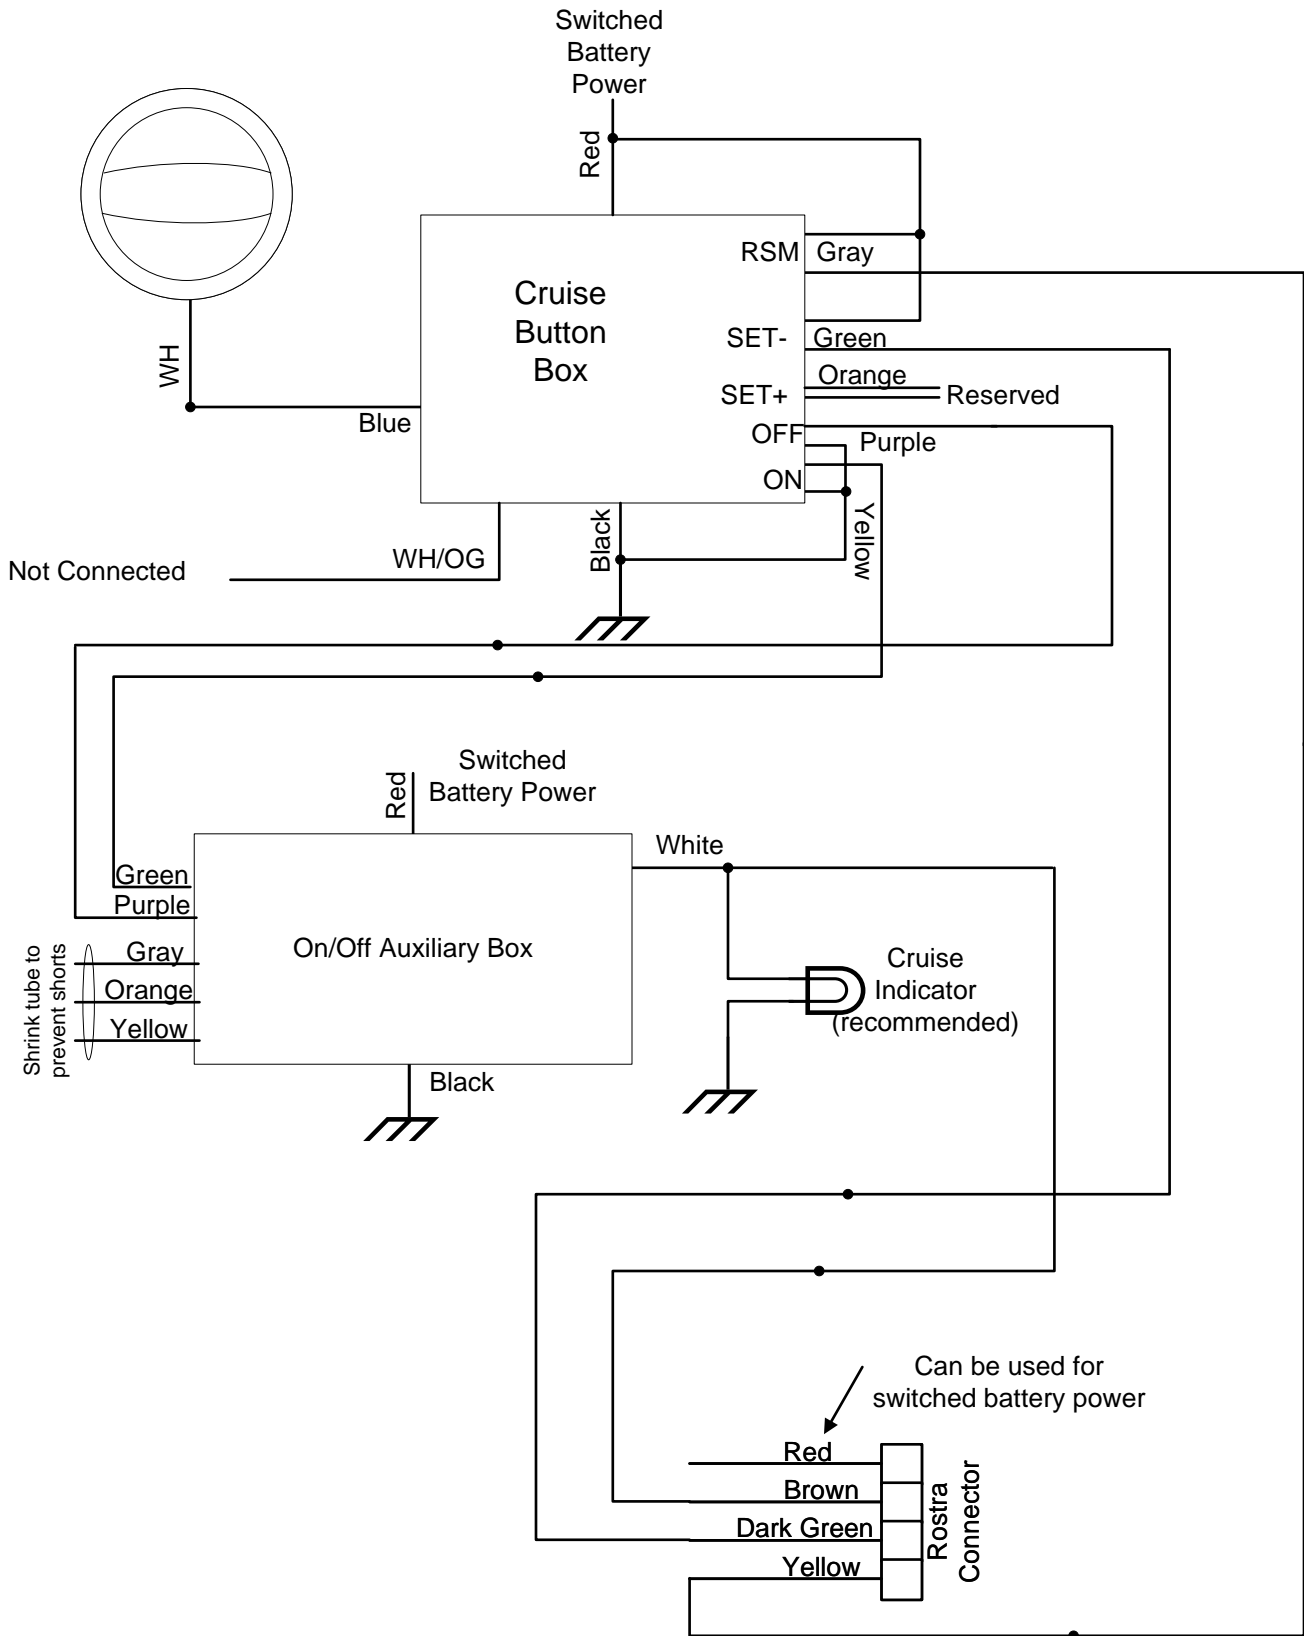 Switched
Battery
Power
Red
RSM Gray
Cruise
Button
Box
SET- Green
WH
Orange
SET+ Reserved
Blue
OFF Purple
ON
Yellow
Black
WH/OG
Not Connected
Switched
Battery Power
Red
White
Green
Purple
Gray
Orange
Yellow
Shrink tube to
prevent shorts
On/Off Auxiliary Box
Cruise
Indicator
(recommended)
Black
Can be used for
switched battery power
Red
Brown
Dark Green
Yellow
Rostra
Connector